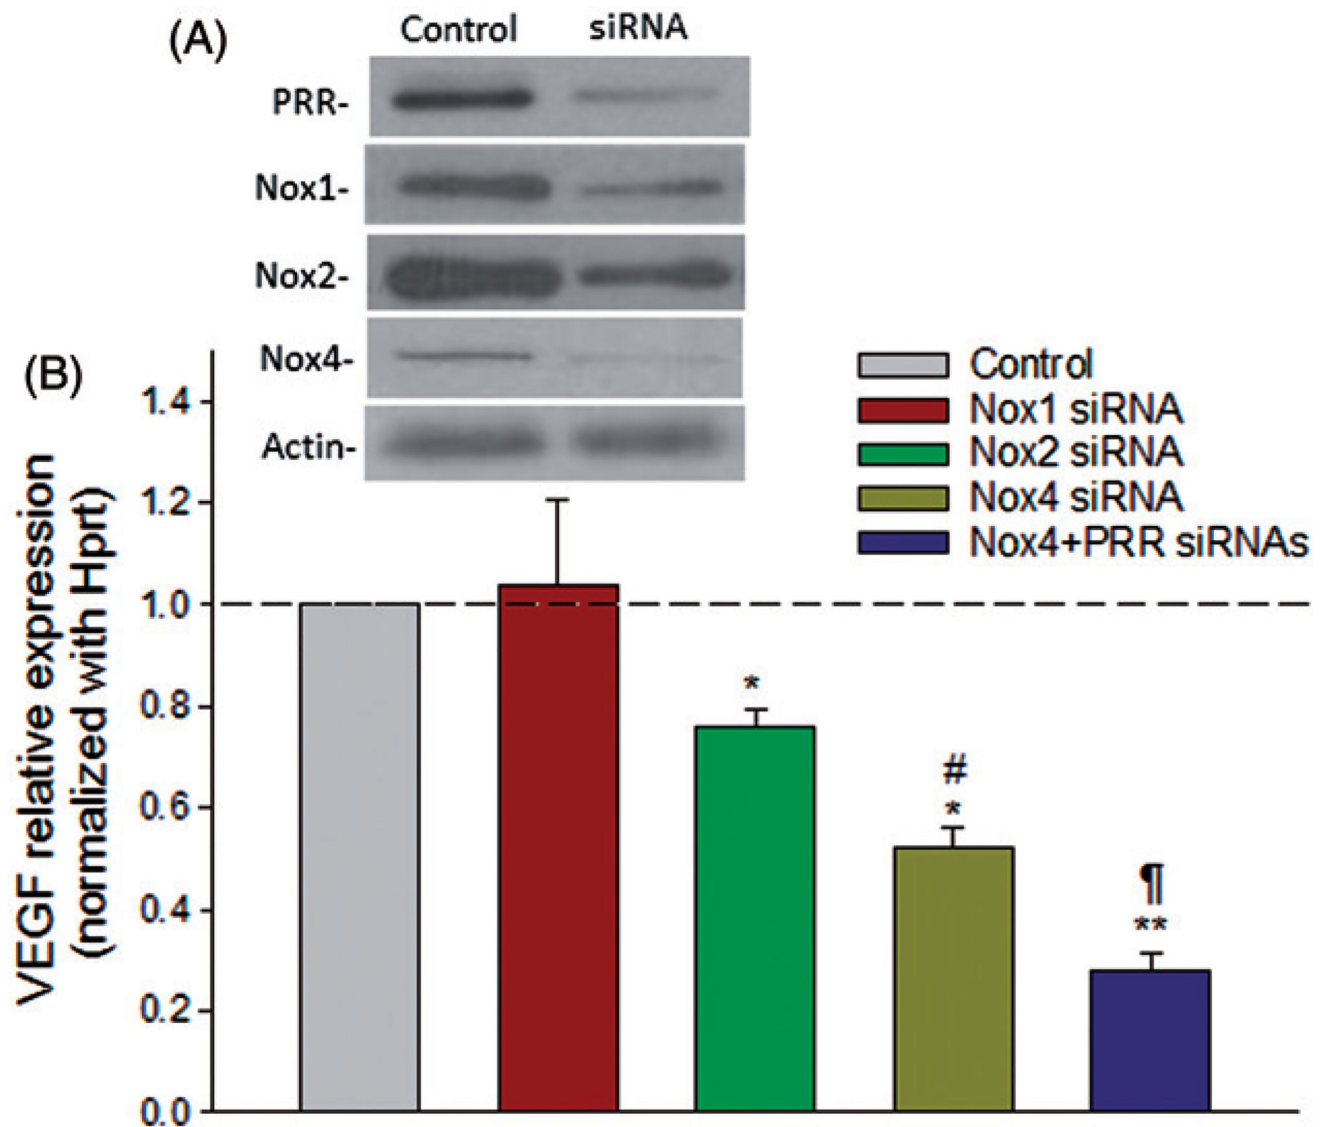 (A)
Control siRNA
PRR-
Nox1-
Nox2-
Nox4-
Actin-
(B)
VEGF relative expression
(normalized with Hprt)
1.4
1.2
1.0
0.8
0.6
0.4
0.2
0.0
Control
Nox1 siRNA
Nox2 siRNA
Nox4 siRNA
Nox4+PRR siRNAs
*
#
*
¶
**